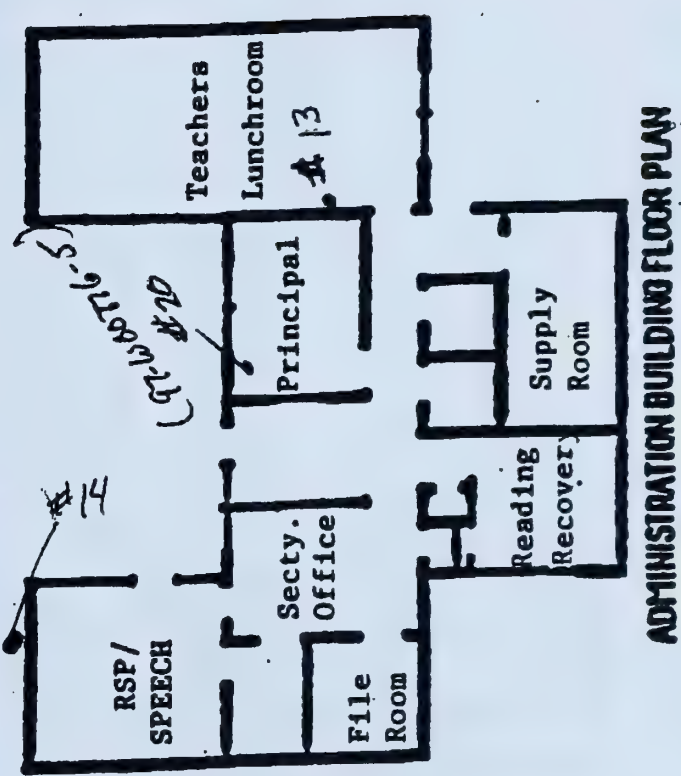 Teachers
Lunchroom
# 13
#20
Principal
# 14
RSP/
SPEECH
Secty.
Office
File
Room
Reading
Recovery
Supply
Room
ADMINISTRATION BUILDING FLOOR PLAN